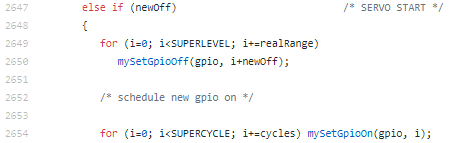 2647 else if (newOff) /* SERVO START */
2648 {
2649 for (i=0; i<SUPERLEVEL; i+=realRange)
2650 mySetGpioOff(gpio, i+newOff);
2651
2652 /* schedule new gpio on */
2653
2654 for (i=0; i<SUPERCYCLE; i+=cycles) mySetGpioOn(gpio, i);